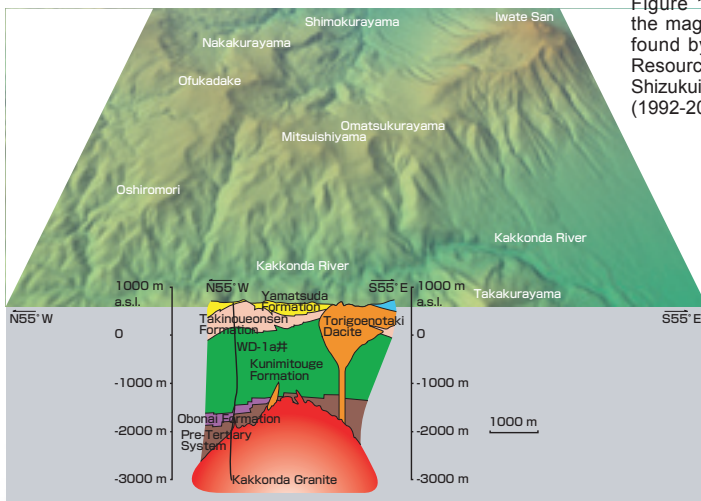 Shimokurayama
Iwate San
Nakakurayama
Ofukadake
Omatsukurayama
Mitsuishiyama
Oshiromori
Kakkonda River
Kakkonda River
Takakurayama
Figure 1
the mag
found by
Resourc
Shizukui
(1992-20
N55°W
S55°E
1000 m
a.s.l.
0
-1000 m
-2000 m
-3000 m
N55°W
S55°E
1000 m
a.s.l.
0
-1000 m
-2000 m
-3000 m
Yamatsuda
Formation
Takinoueonsen
Formation
Torigoenotaki
Dacite
WD-1a井
Kunimitouge
Formation
Obonai Formation
Pre-Tertiary
System
Kakkonda Granite
1000 m